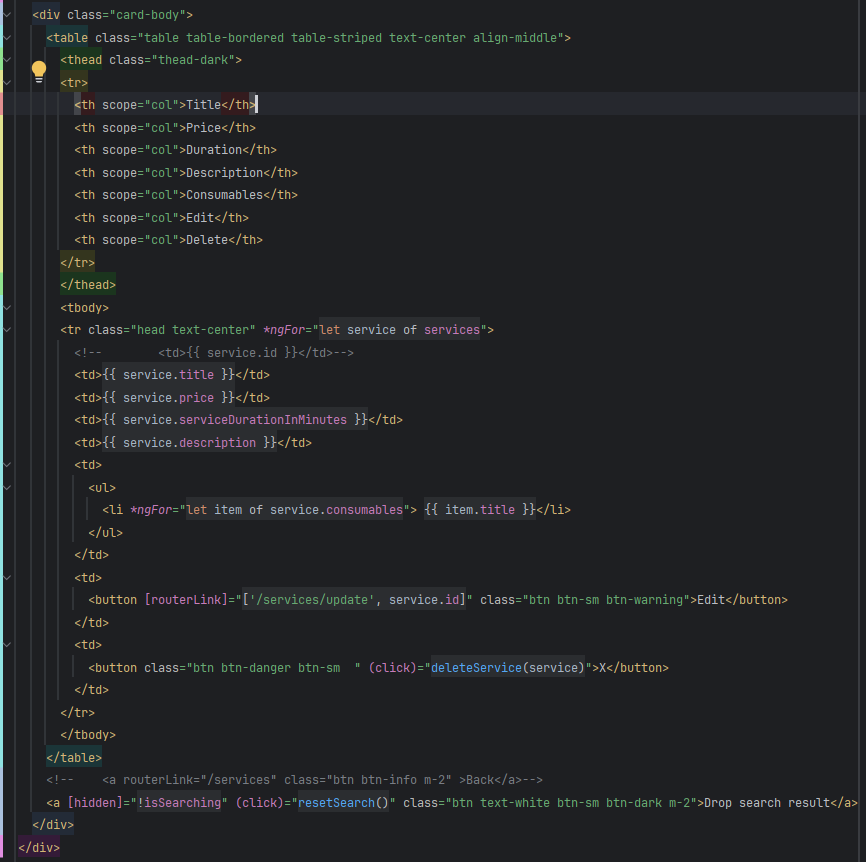 <div class="card-body">
<table class="table table-bordered table-striped text-center align-middle">
<thead class="thead-dark">
<tr>
<th scope="col">Title</th>
<th scope="col">Price</th>
<th scope="col">Duration</th>
<th scope="col">Description</th>
<th scope="col">Consumables</th>
<th scope="col">Edit</th>
<th scope="col">Delete</th>
</tr>
</thead>
<tbody>
<tr class="head text-center" *ngFor="let service of services">
<!--        <td>{{ service.id }}</td>-->
<td>{{ service.title }}</td>
<td>{{ service.price }}</td>
<td>{{ service.serviceDurationInMinutes }}</td>
<td>{{ service.description }}</td>
<td>
<ul>
<li *ngFor="let item of service.consumables"> {{ item.title }}</li>
</ul>
</td>
<td>
<button [routerLink]="['/services/update', service.id]" class="btn btn-sm btn-warning">Edit</button>
</td>
<td>
<button class="btn btn-danger btn-sm  " (click)="deleteService(service)">X</button>
</td>
</tr>
</tbody>
</table>
<!--    <a routerLink="/services" class="btn btn-info m-2" >Back</a>-->
<a [hidden]="!isSearching" (click)="resetSearch()" class="btn text-white btn-sm btn-dark m-2">Drop search result</a>
</div>
</div>